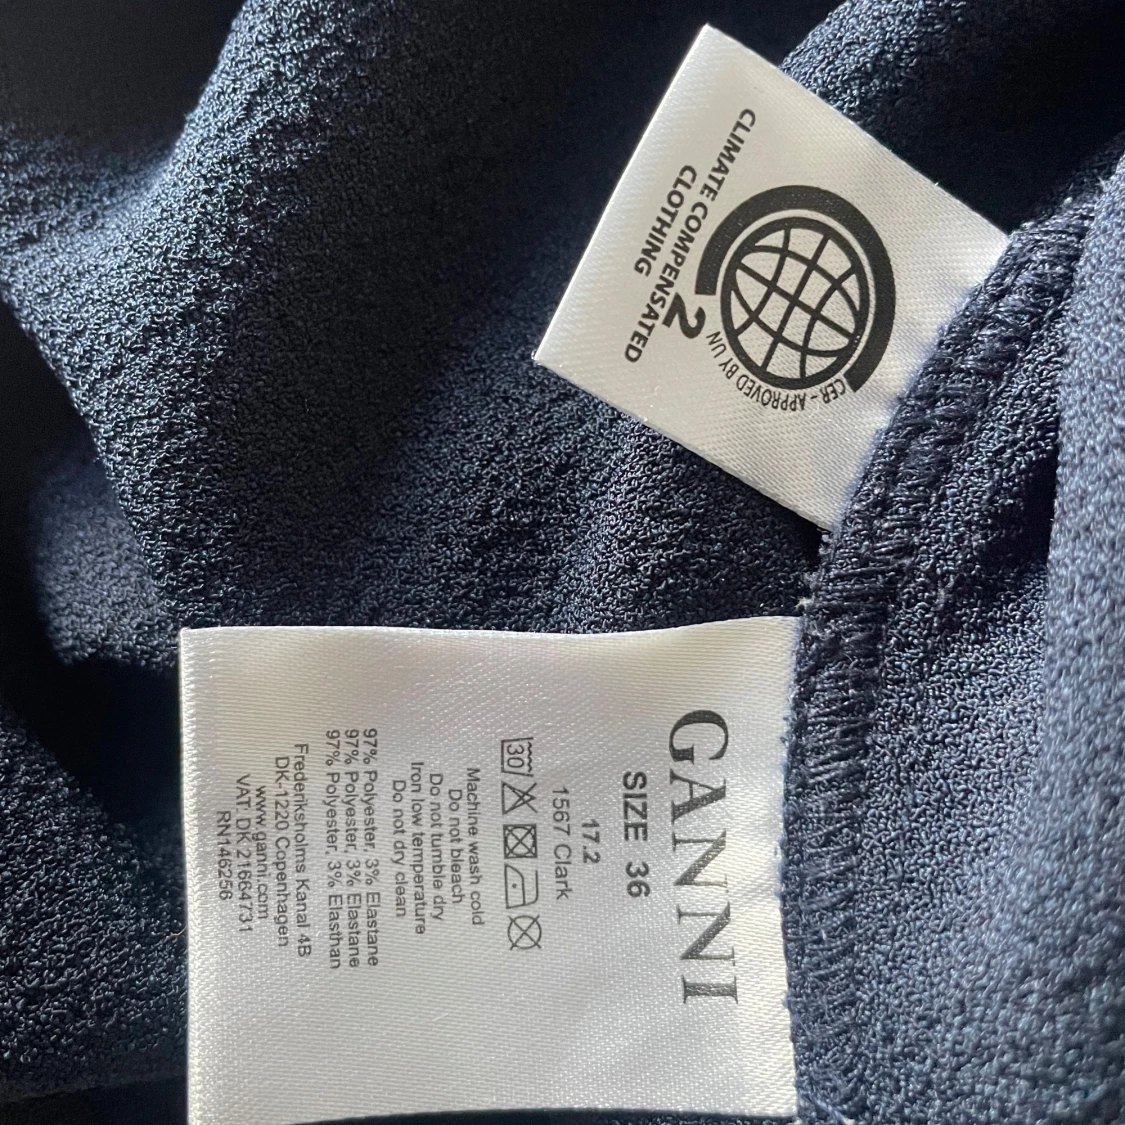 CLIMATE COMPENSATED
CLOTHING
2
CER - APPROVED BY UN
GANNI
SIZE 36
17.2
1567 Clark
30
Machine wash cold
Do not bleach
Do not tumble dry
Iron low temperature
Do not dry clean
97% Polyester, 3% Elastane
97% Polyester, 3% Elastane
97% Polyester, 3% Elasthan
Frederiksholms Kanal 4B
DK-1220 Copenhagen
www.ganni.com
VAT. DK 21664731
RN146256